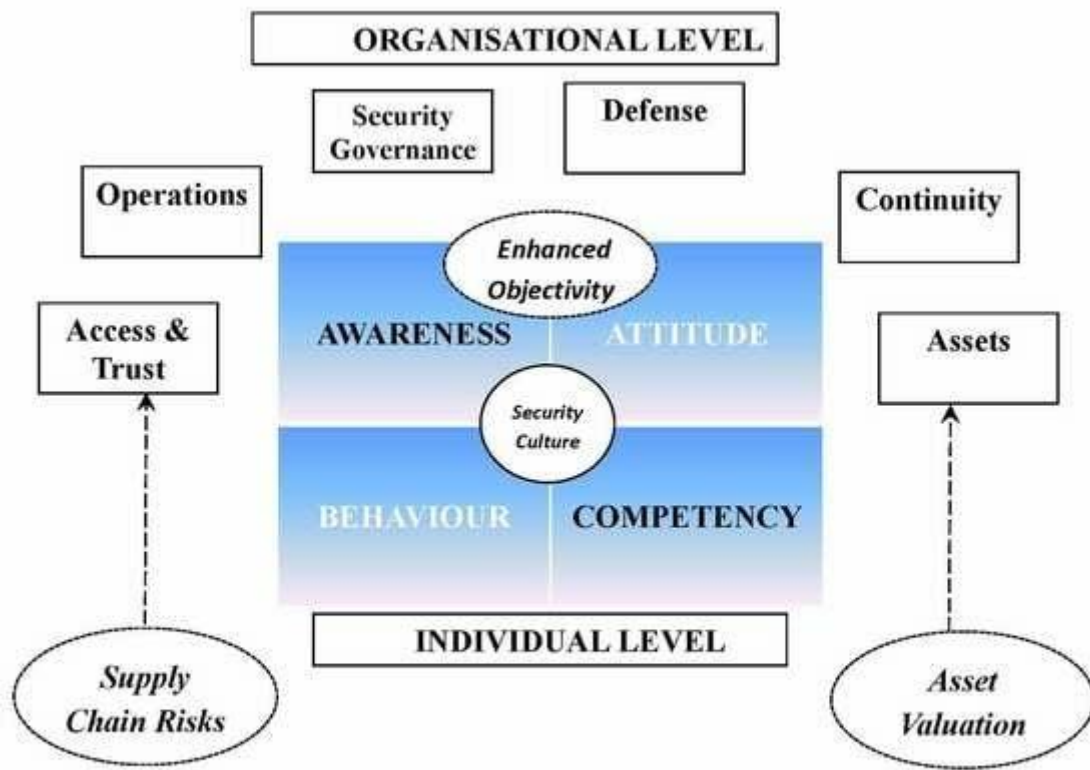 ORGANISATIONAL LEVEL
Security
Governance
Defense
Operations
Continuity
Enhanced
Objectivity
Access &
Trust
AWARENESS
ATTITUDE
Assets
Security
Culture
BEHAVIOUR
COMPETENCY
INDIVIDUAL LEVEL
Supply
Chain Risks
Asset
Valuation